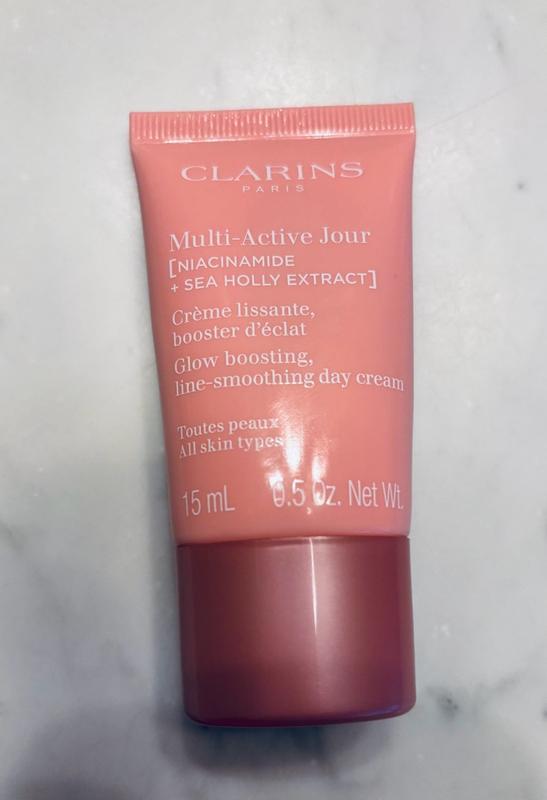 CLARINS
PARIS
Multi-Active Jour
[NIACINAMIDE
+ SEA HOLLY EXTRACT]
Crème lissante,
booster d'éclat
Glow boosting,
line-smoothing day cream
Toutes peaux
All skin types
15 mL 0.5 Oz. Net Wt.